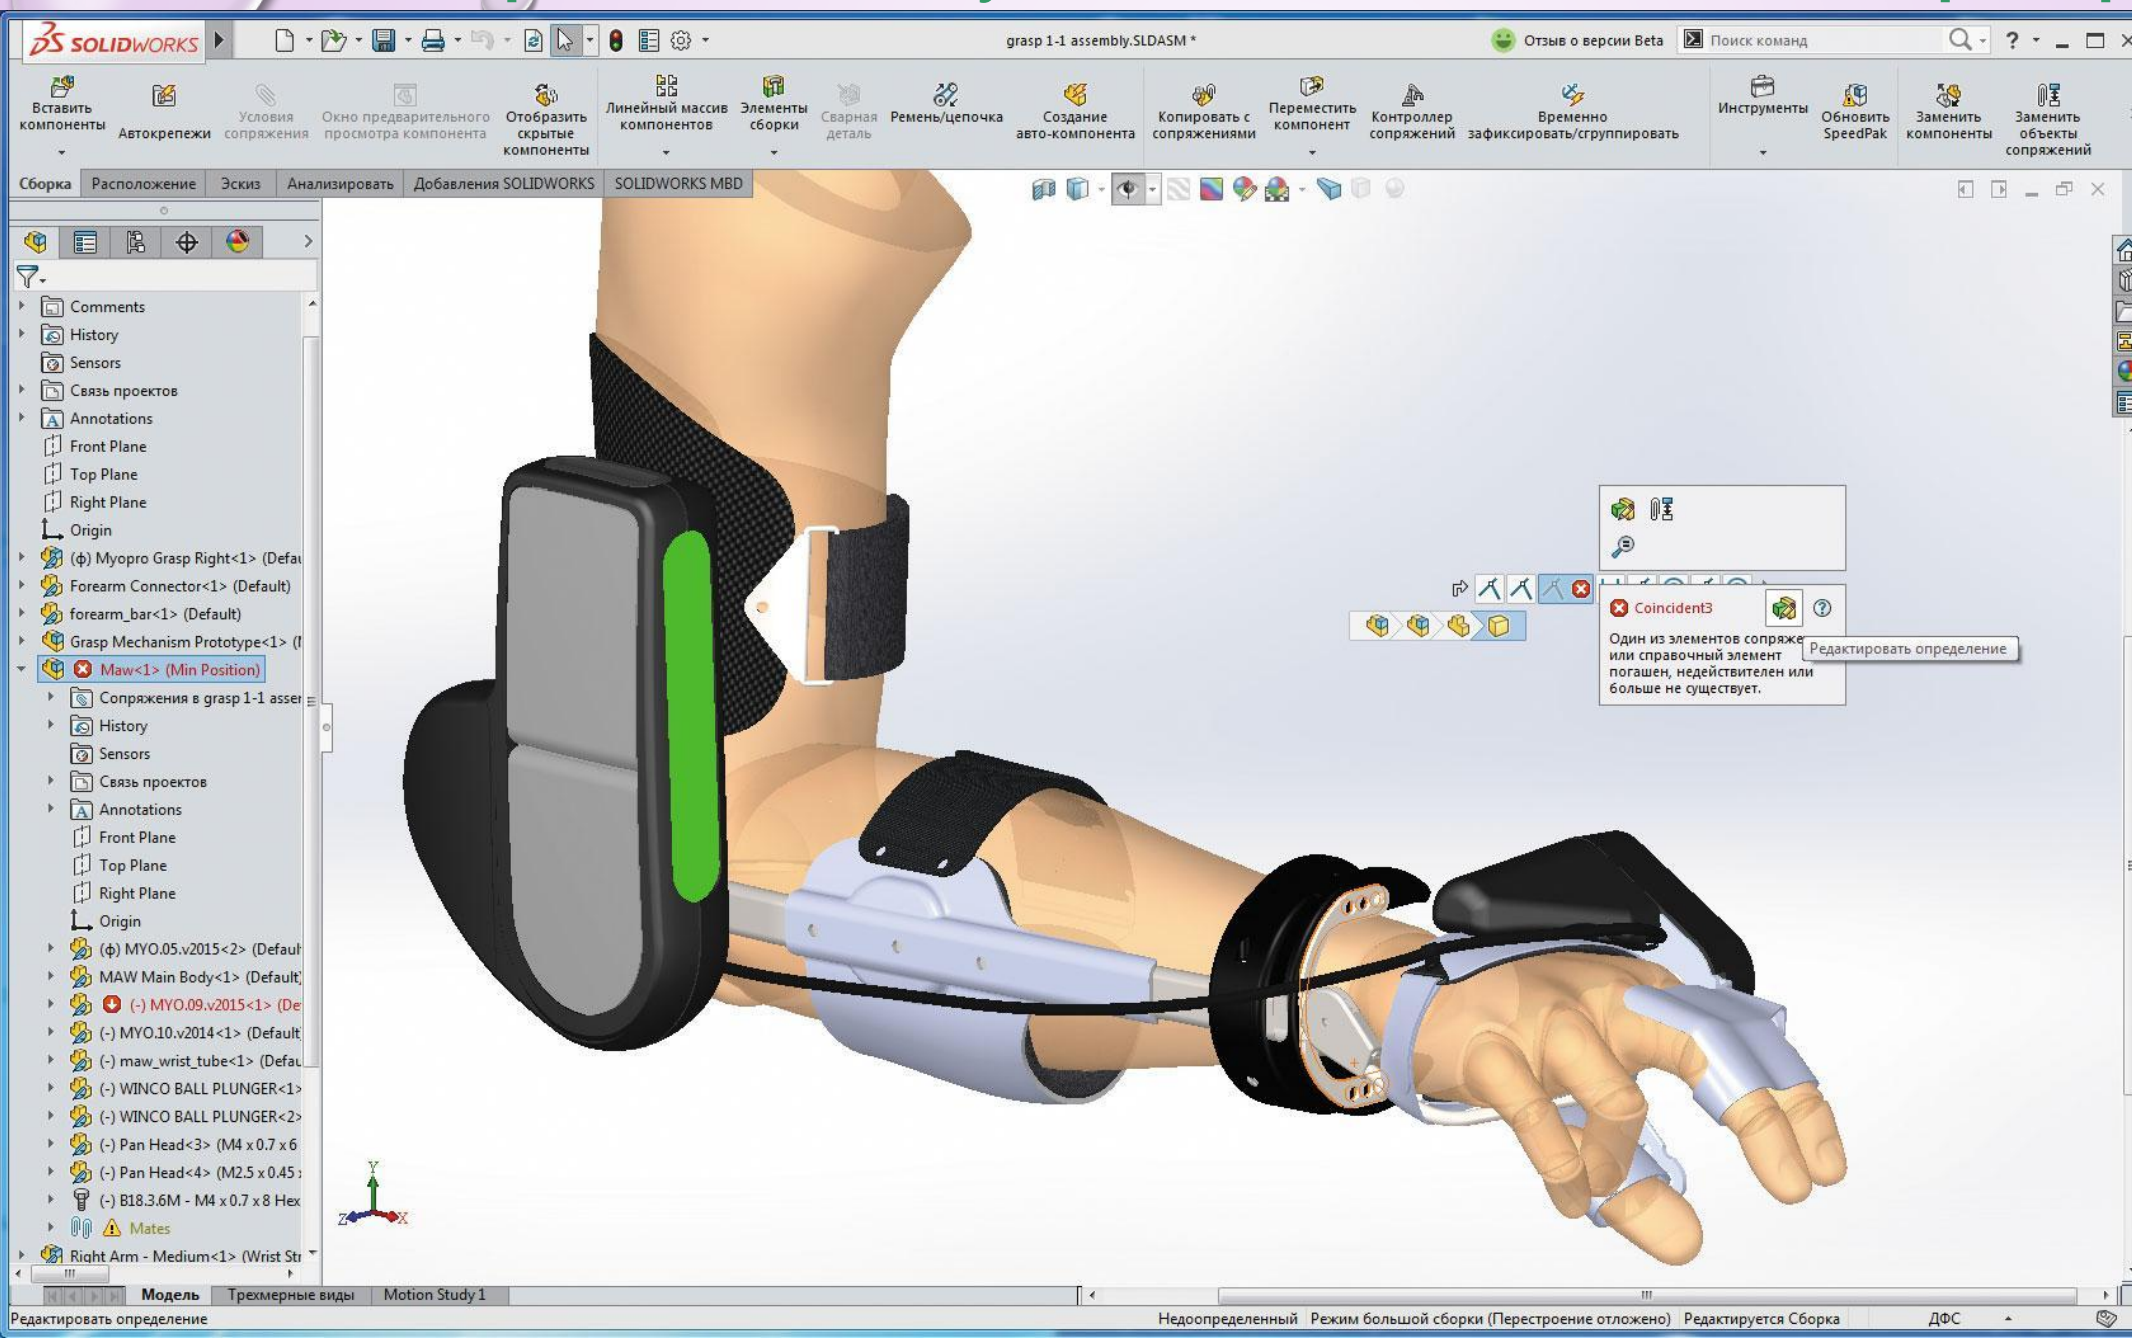 SOLIDWORKS
grasp 1-1 assembly.SLDASM *
Отзыв о версии Beta
Поиск команд
Вставить
компоненты
Автокрепежи
Условия
сопряжения
Окно предварительного
просмотра компонента
Отобразить
скрытые
компоненты
Линейный массив
компонентов
Элементы
сборки
Сварная
деталь
Ремень/цепочка
Создание
авто-компонента
Копировать с
сопряжениями
Переместить
компонент
Контроллер
сопряжений
Временно
зафиксировать/сгруппировать
Инструменты
Обновить
SpeedPak
Заменить
компоненты
Заменить
объекты
сопряжений
Сборка
Расположение
Эскиз
Анализировать
Добавления SOLIDWORKS
SOLIDWORKS MBD
Comments
History
Sensors
Связь проектов
Annotations
Front Plane
Top Plane
Right Plane
Origin
(ф) Myopro Grasp Right<1> (Defau
Forearm Connector<1> (Default)
forearm_bar<1> (Default)
Grasp Mechanism Prototype<1> (
Maw<1> (Min Position)
Сопряжения в grasp 1-1 asser
History
Sensors
Связь проектов
Annotations
Front Plane
Top Plane
Right Plane
Origin
(ф) MYO.05.v2015<2> (Defaul
MAW Main Body<1> (Default)
(-) MYO.09.v2015<1> (De
(-) MYO.10.v2014<1> (Default
(-) maw_wrist_tube<1> (Defau
(-) WINCO BALL PLUNGER<1>
(-) WINCO BALL PLUNGER<2>
(-) Pan Head<3> (M4 x 0.7 x 6
(-) Pan Head<4> (M2.5 x 0.45
(-) B18.3.6M - M4 x 0.7 x 8 Hex
Mates
Right Arm - Medium<1> (Wrist Str
Coincident3
Один из элементов сопряже
или справочный элемент
погашен, недействителен или
больше не существует.
Редактировать определение
Y
Z
X
Модель
Трехмерные виды
Motion Study 1
Редактировать определение
Недоопределенный
Режим большой сборки (Перестроение отложено)
Редактируется Сборка
ДФС